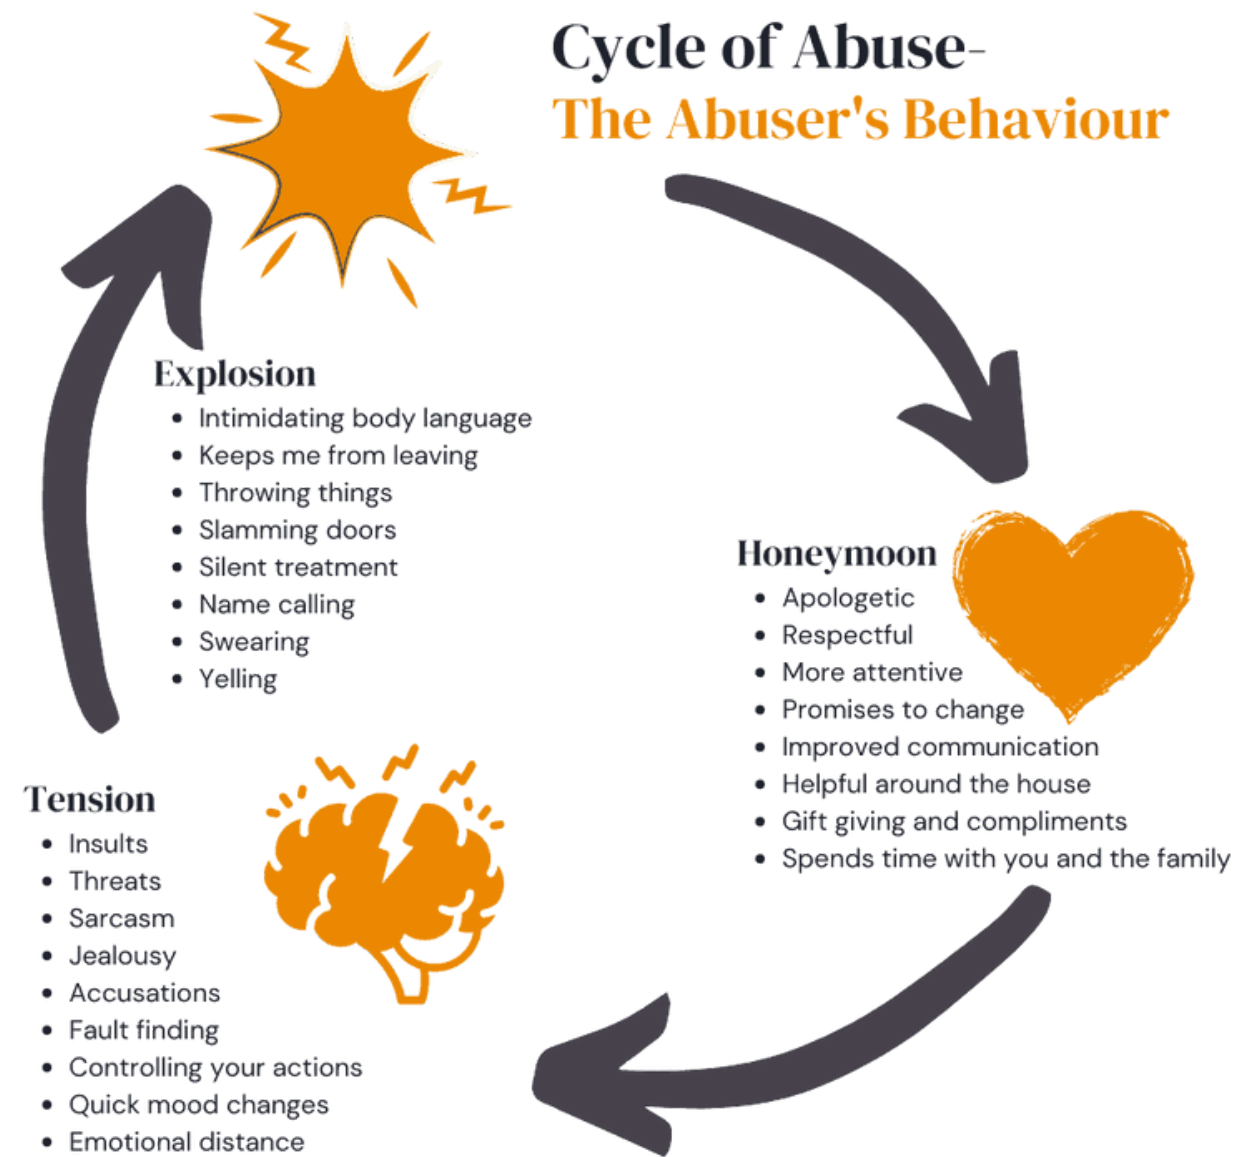 Cycle of Abuse-
The Abuser's Behaviour
Explosion
• Intimidating body language
• Keeps me from leaving
• Throwing things
• Slamming doors
• Silent treatment
• Name calling
• Swearing
• Yelling
Honeymoon
• Apologetic
• Respectful
• More attentive
• Promises to change
• Improved communication
• Helpful around the house
• Gift giving and compliments
• Spends time with you and the family
Tension
• Insults
• Threats
• Sarcasm
• Jealousy
• Accusations
• Fault finding
• Controlling your actions
• Quick mood changes
• Emotional distance